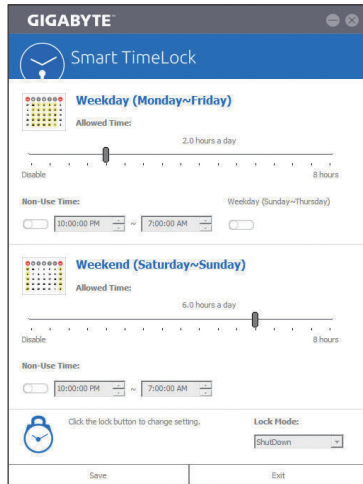 GIGABYTE™
Smart TimeLock
Weekday (Monday~Friday)
Allowed Time:
2.0 hours a day
Disable 8 hours
Non-Use Time: Weekday (Sunday~Thursday)
10:00:00 PM ~ 7:00:00 AM
Weekend (Saturday~Sunday)
Allowed Time:
6.0 hours a day
Disable 8 hours
Non-Use Time:
10:00:00 PM ~ 7:00:00 AM
Click the lock button to change setting. Lock Mode:
ShutDown
Save Exit